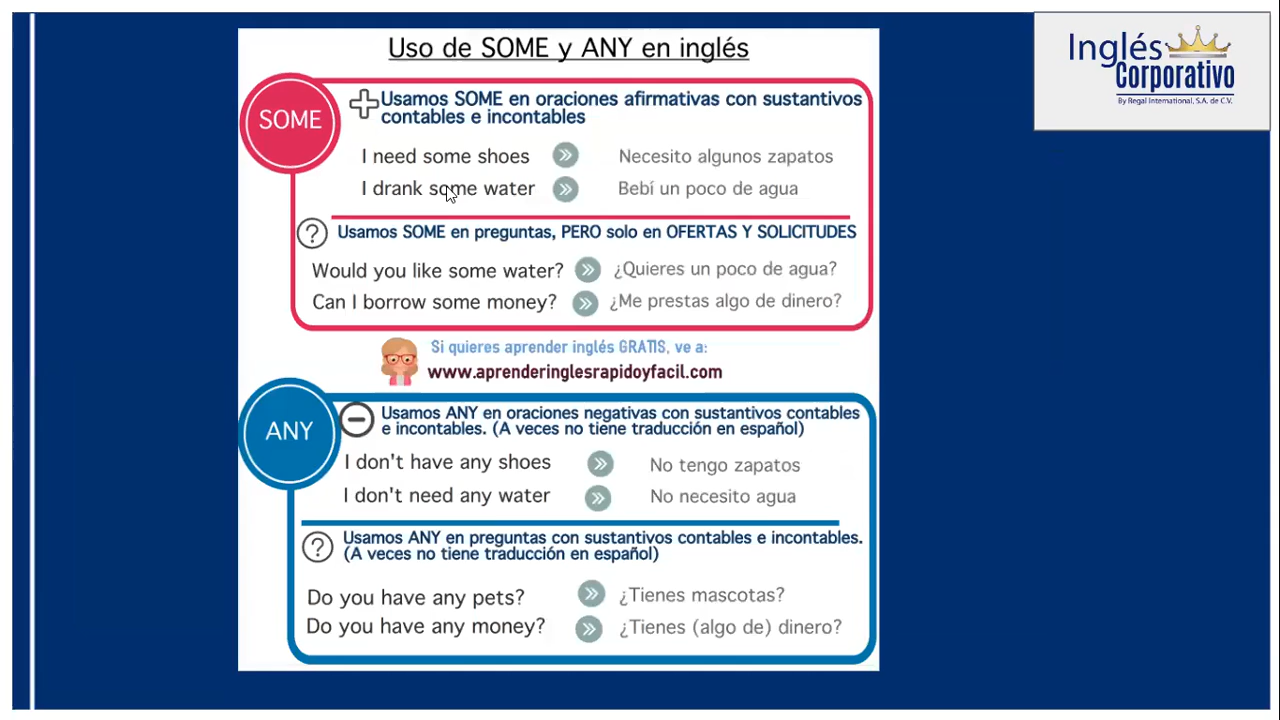 Uso de SOME y ANY en inglés
Inglés
Corporativo
By Regal International, S.A. de C.V.
SOME
Usamos SOME en oraciones afirmativas con sustantivos
contables e incontables
I need some shoes » Necesito algunos zapatos
I drank some water » Bebí un poco de agua
? Usamos SOME en preguntas, PERO solo en OFERTAS Y SOLICITUDES
Would you like some water? » ¿Quieres un poco de agua?
Can I borrow some money? » ¿Me prestas algo de dinero?
Si quieres aprender inglés GRATIS, ve a:
www.aprenderinglesrapidoyfacil.com
ANY
Usamos ANY en oraciones negativas con sustantivos contables
e incontables. (A veces no tiene traducción en español)
I don't have any shoes » No tengo zapatos
I don't need any water » No necesito agua
? Usamos ANY en preguntas con sustantivos contables e incontables.
(A veces no tiene traducción en español)
Do you have any pets? » ¿Tienes mascotas?
Do you have any money? » ¿Tienes (algo de) dinero?